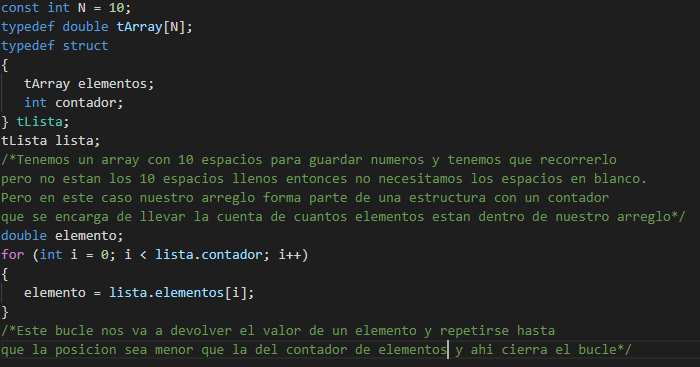 const int N = 10;
typedef double tArray[N];
typedef struct
{
tArray elementos;
int contador;
} tLista;
tLista lista;
/*Tenemos un array con 10 espacios para guardar numeros y tenemos que recorrerlo
pero no estan los 10 espacios llenos entonces no necesitamos los espacios en blanco.
Pero en este caso nuestro arreglo forma parte de una estructura con un contador
que se encarga de llevar la cuenta de cuantos elementos estan dentro de nuestro arreglo*/
double elemento;
for (int i = 0; i < lista.contador; i++)
{
elemento = lista.elementos[i];
}
/*Este bucle nos va a devolver el valor de un elemento y repetirse hasta
que la posicion sea menor que la del contador de elementos y ahi cierra el bucle*/